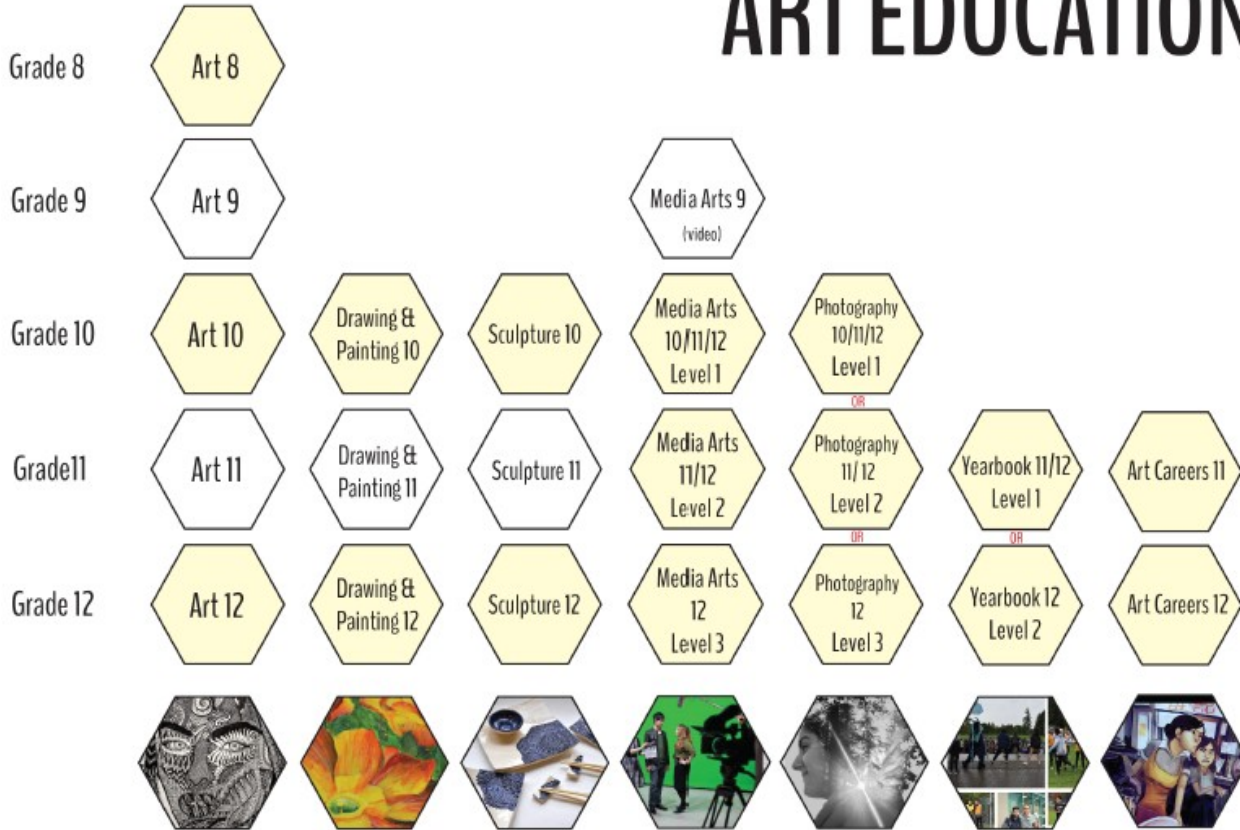 ART EDUCATION
Grade 8
Art 8
Grade 9
Art 9
Media Arts 9
(video)
Grade 10
Art 10
Drawing &
Painting 10
Sculpture 10
Media Arts
10/11/12
Level 1
Photography
10/11/12
Level 1
OR
Grade11
Art 11
Drawing &
Painting 11
Sculpture 11
Media Arts
11/12
Level 2
Photography
11/ 12
Level 2
Yearbook 11/12
Level 1
Art Careers 11
OR
OR
Grade 12
Art 12
Drawing &
Painting 12
Sculpture 12
Media Arts
12
Level 3
Photography
12
Level 3
Yearbook 12
Level 2
Art Careers 12